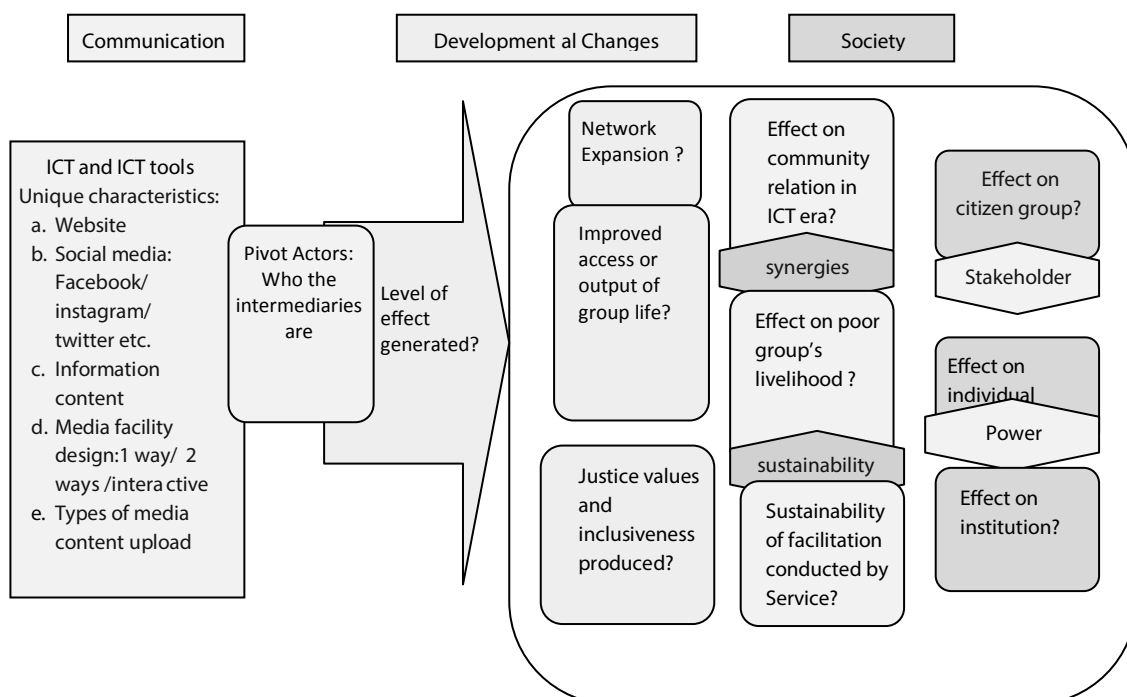 Communication
Development al Changes
Society
ICT and ICT tools
Unique characteristics:
a. Website
b. Social media:
Facebook/
instagram/
twitter etc.
c. Information
content
d. Media facility
design:1 way/ 2
ways /interactive
e. Types of media
content upload
Pivot Actors:
Who the
intermediaries
are
Level of
effect
generated?
Network
Expansion ?
Improved
access or
output of
group life?
Justice values
and
inclusiveness
produced?
Effect on
community
relation in
ICT era?
synergies
Effect on poor
group's
livelihood ?
sustainability
Sustainability
of facilitation
conducted by
Service?
Effect on
citizen group?
Stakeholder
Effect on
individual
Power
Effect on
institution?